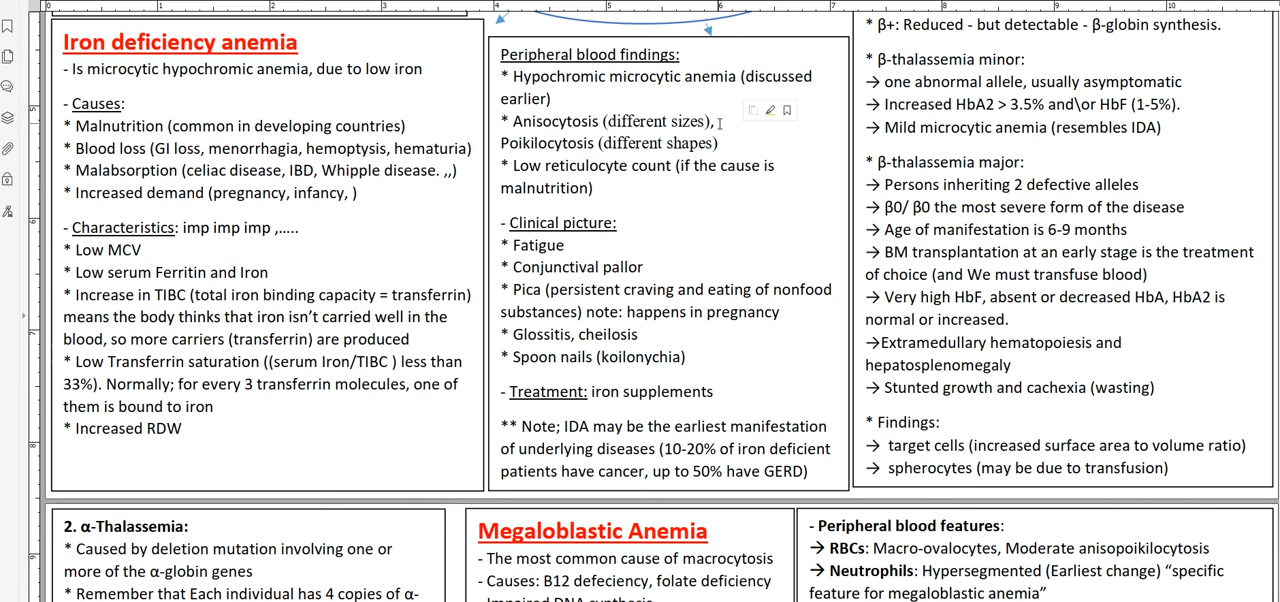 Iron deficiency anemia
- Is microcytic hypochromic anemia, due to low iron
- Causes:
* Malnutrition (common in developing countries)
* Blood loss (GI loss, menorrhagia, hemoptysis, hematuria)
* Malabsorption (celiac disease, IBD, Whipple disease. ,,)
* Increased demand (pregnancy, infancy, )
- Characteristics: imp imp imp ,.....
* Low MCV
* Low serum Ferritin and Iron
* Increase in TIBC (total iron binding capacity = transferrin)
means the body thinks that iron isn't carried well in the
blood, so more carriers (transferrin) are produced
* Low Transferrin saturation ((serum Iron/TIBC ) less than
33%). Normally; for every 3 transferrin molecules, one of
them is bound to iron
* Increased RDW
Peripheral blood findings:
* Hypochromic microcytic anemia (discussed
earlier)
* Anisocytosis (different sizes),
Poikilocytosis (different shapes)
* Low reticulocyte count (if the cause is
malnutrition)
- Clinical picture:
* Fatigue
* Conjunctival pallor
* Pica (persistent craving and eating of nonfood
substances) note: happens in pregnancy
* Glossitis, cheilosis
* Spoon nails (koilonychia)
- Treatment: iron supplements
** Note; IDA may be the earliest manifestation
of underlying diseases (10-20% of iron deficient
patients have cancer, up to 50% have GERD)
* β+: Reduced - but detectable - β-globin synthesis.
* β-thalassemia minor:
→ one abnormal allele, usually asymptomatic
→ Increased HbA2 > 3.5% and\or HbF (1-5%).
→ Mild microcytic anemia (resembles IDA)
* β-thalassemia major:
→ Persons inheriting 2 defective alleles
→ β0/ β0 the most severe form of the disease
→ Age of manifestation is 6-9 months
→ BM transplantation at an early stage is the treatment
of choice (and We must transfuse blood)
→ Very high HbF, absent or decreased HbA, HbA2 is
normal or increased.
→Extramedullary hematopoiesis and
hepatosplenomegaly
→ Stunted growth and cachexia (wasting)
* Findings:
→ target cells (increased surface area to volume ratio)
→ spherocytes (may be due to transfusion)
2. α-Thalassemia:
* Caused by deletion mutation involving one or
more of the α-globin genes
* Remember that Each individual has 4 copies of α-
Megaloblastic Anemia
- The most common cause of macrocytosis
- Causes: B12 defeciency, folate deficiency
- Impaired DNA synthesis
- Peripheral blood features:
→ RBCs: Macro-ovalocytes, Moderate anisopoikilocytosis
→ Neutrophils: Hypersegmented (Earliest change) "specific
feature for megaloblastic anemia"